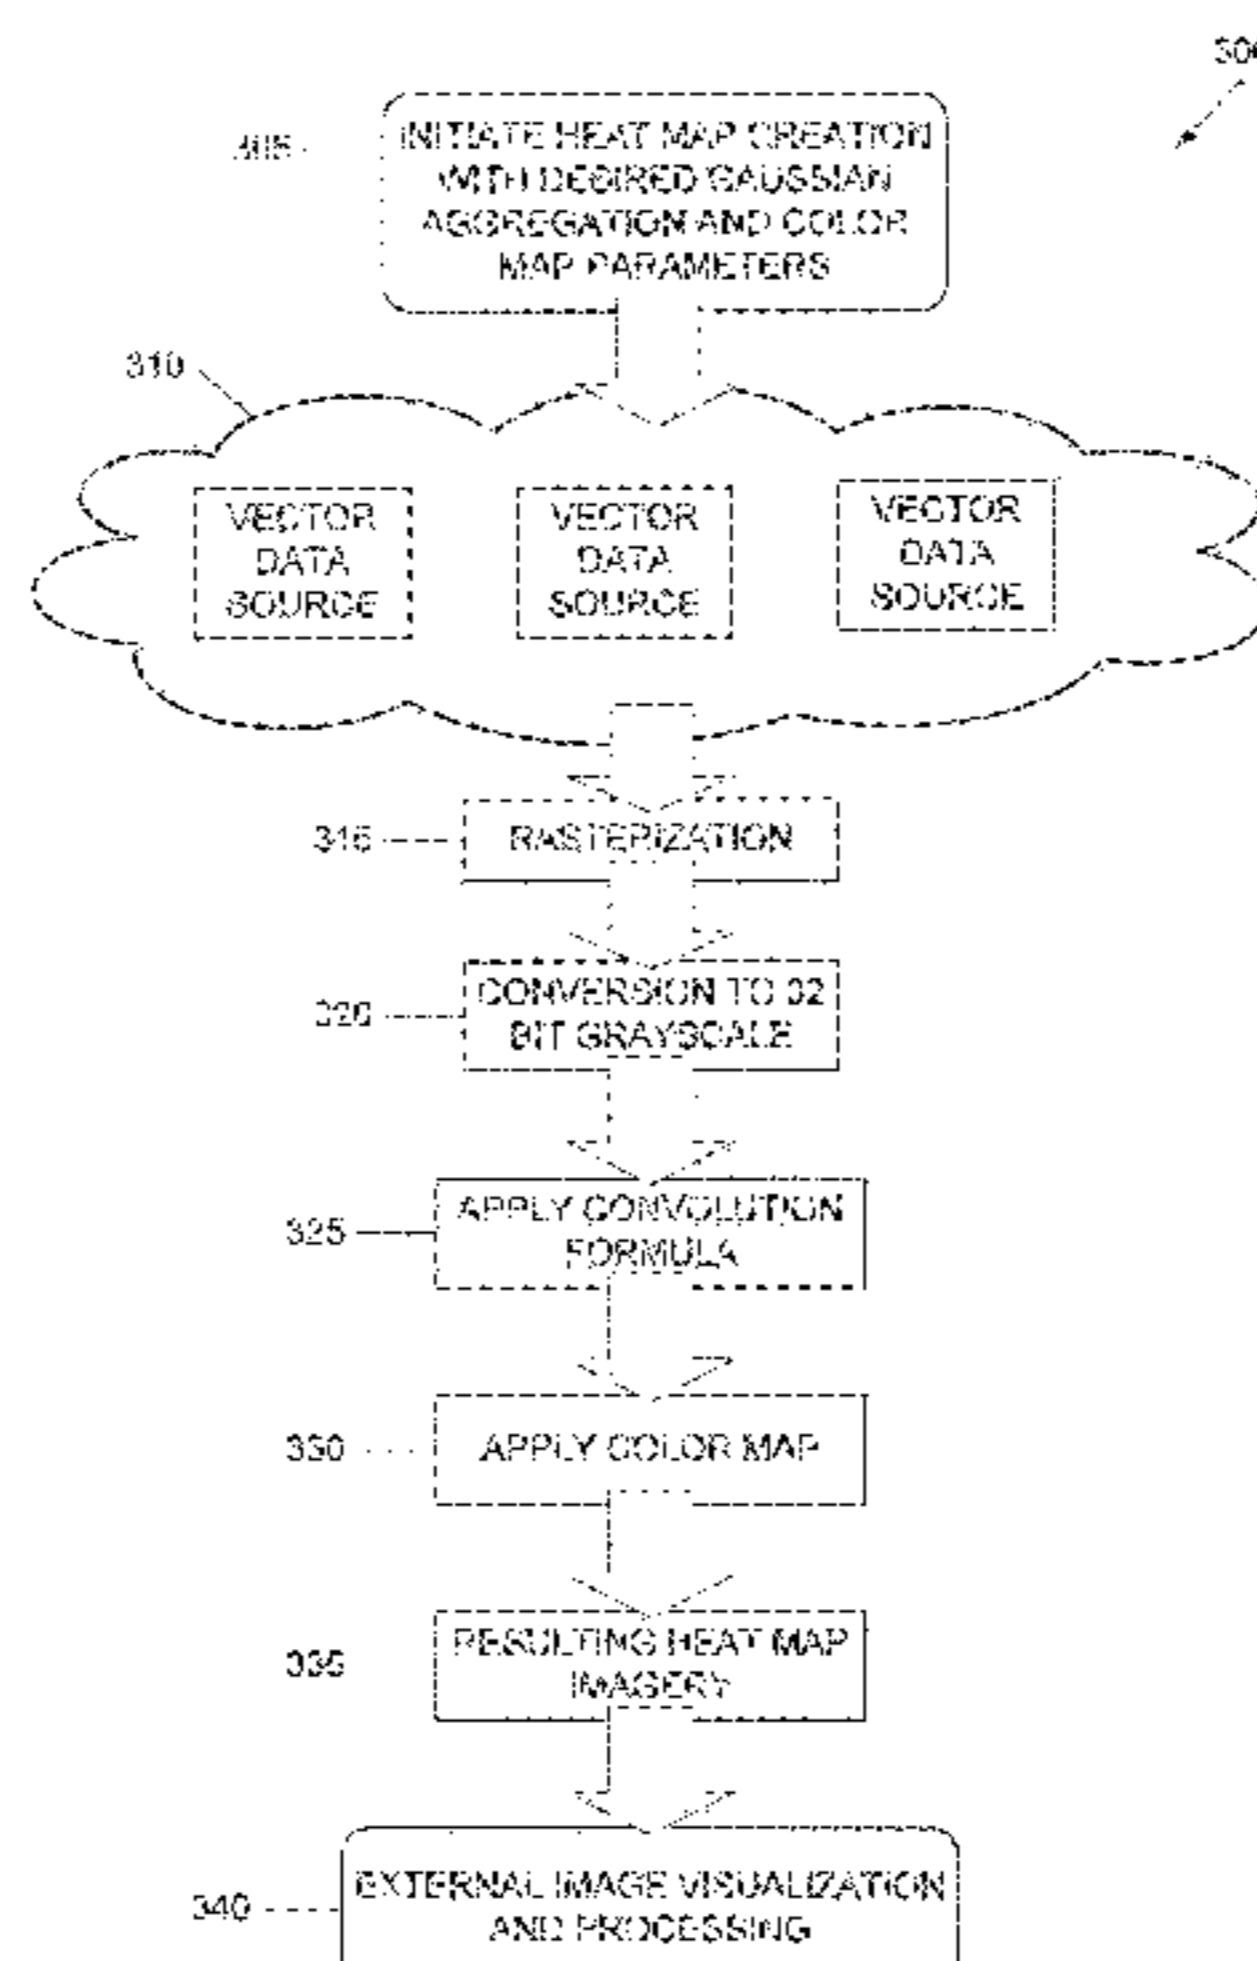 300
305
INITIATE HEAT MAP CREATION
WITH DESIRED GAUSSIAN
AGGREGATION AND COLOR
MAP PARAMETERS
310
VECTOR
DATA
SOURCE
VECTOR
DATA
SOURCE
VECTOR
DATA
SOURCE
315
RASTERIZATION
320
CONVERSION TO 32
BIT GRAYSCALE
325
APPLY CONVOLUTION
FORMULA
330
APPLY COLOR MAP
335
RESULTING HEAT MAP
IMAGERY
340
EXTERNAL IMAGE VISUALIZATION
AND PROCESSING